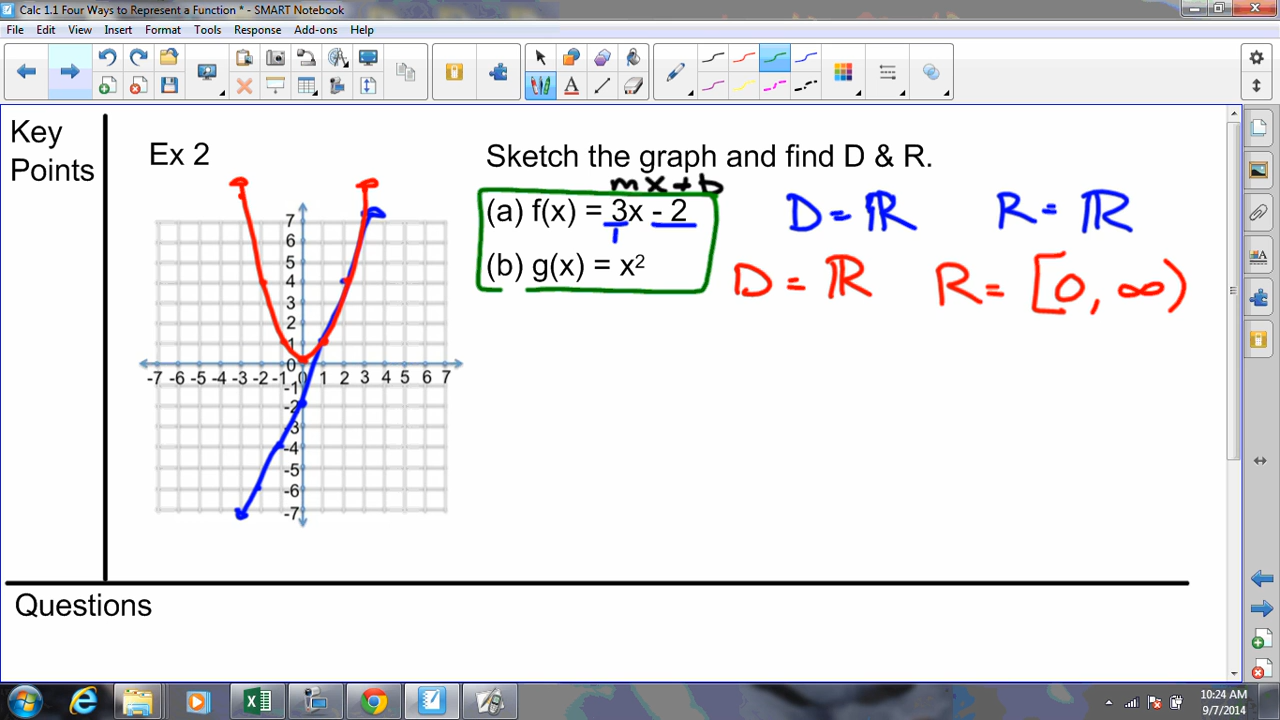 Calc 1.1 Four Ways to Represent a Function * - SMART Notebook
File Edit View Insert Format Tools Response Addons Help
Key
Points
Ex 2
Sketch the graph and find D & R.
mx+b
(a) f(x) = 3x - 2
1
D = ℝ R = ℝ
(b) g(x) = x²
D = ℝ R = [0, ∞)
7
6
5
4
3
2
1
0
-7 -6 -5 -4 -3 -2 -1 0 1 2 3 4 5 6 7
-1
-2
-3
-4
-5
-6
-7
Questions
10:24 AM
9/7/2014